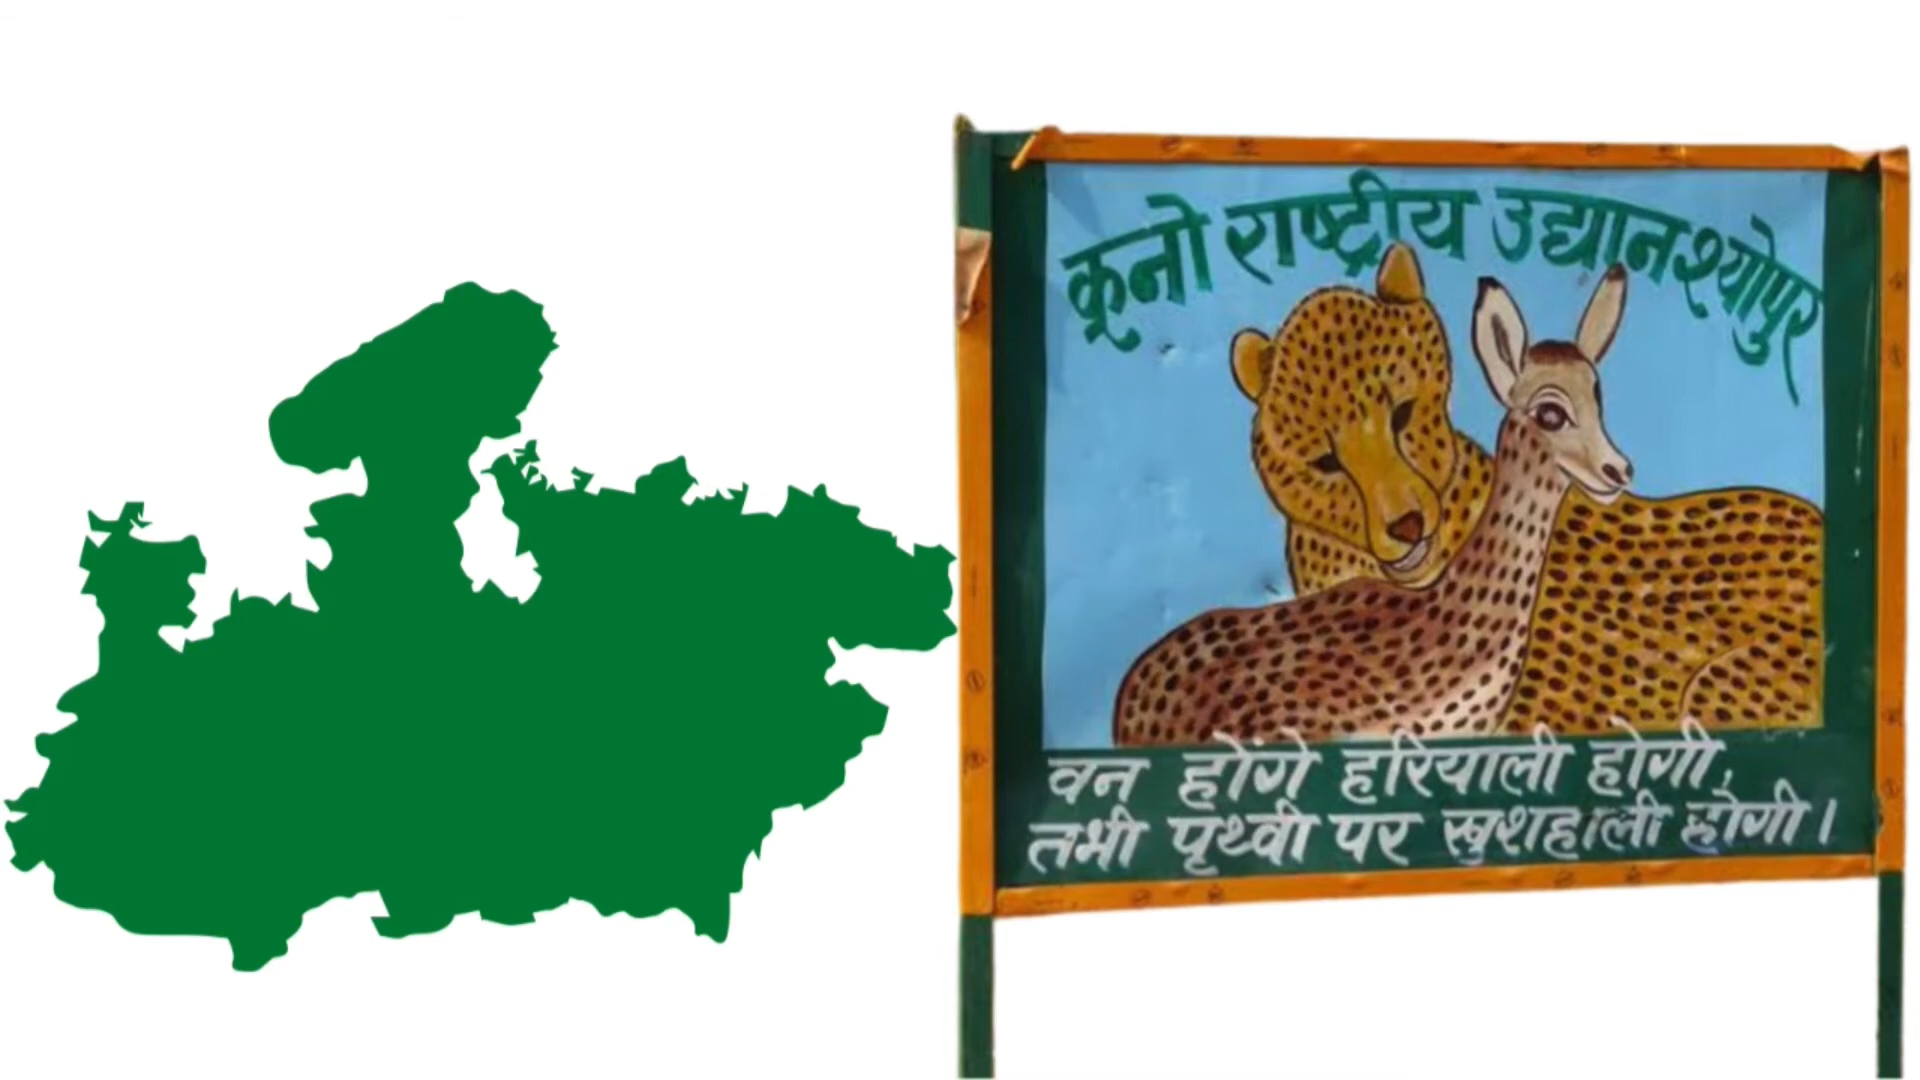 कूनो राष्ट्रीय उद्यान श्योपुर
वन होंगे हरियाली होगी,
तभी पृथ्वी पर खुशहाली होगी।